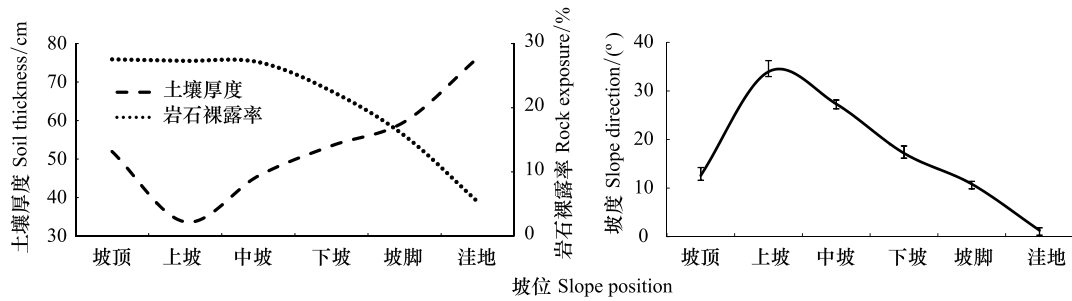 土壤厚度 Soil thickness/cm
80
70
60
50
40
30
土壤厚度
岩石裸露率
30
20
10
0
岩石裸露率 Rock exposure/%
坡顶 上坡 中坡 下坡 坡脚 洼地
坡度 Slope direction/(°)
40
30
20
10
0
坡顶 上坡 中坡 下坡 坡脚 洼地
坡位 Slope position